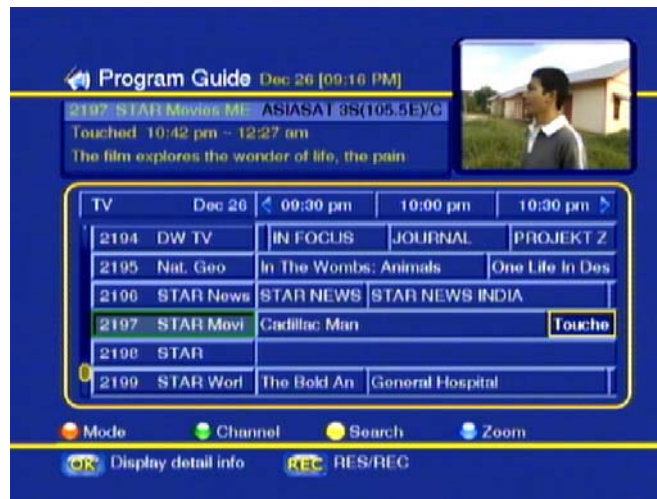 Program Guide Dec 26 [09:16 PM]
2197 STAR Movies ME ASIASAT 3S(105.5E)/C
Touched 10:42 pm ~ 12:27 am
The film explores the wonder of life, the pain
TV Dec 26 09:30 pm 10:00 pm 10:30 pm
2194 DW TV IN FOCUS JOURNAL PROJEKT Z
2195 Nat. Geo In The Wombs: Animals One Life In Des
2196 STAR News STAR NEWS STAR NEWS INDIA
2197 STAR Movi Cadillac Man Touche
2198 STAR
2199 STAR Worl The Bold An General Hospital
Mode Channel Search Zoom
OK Display detail info REC RES/REC